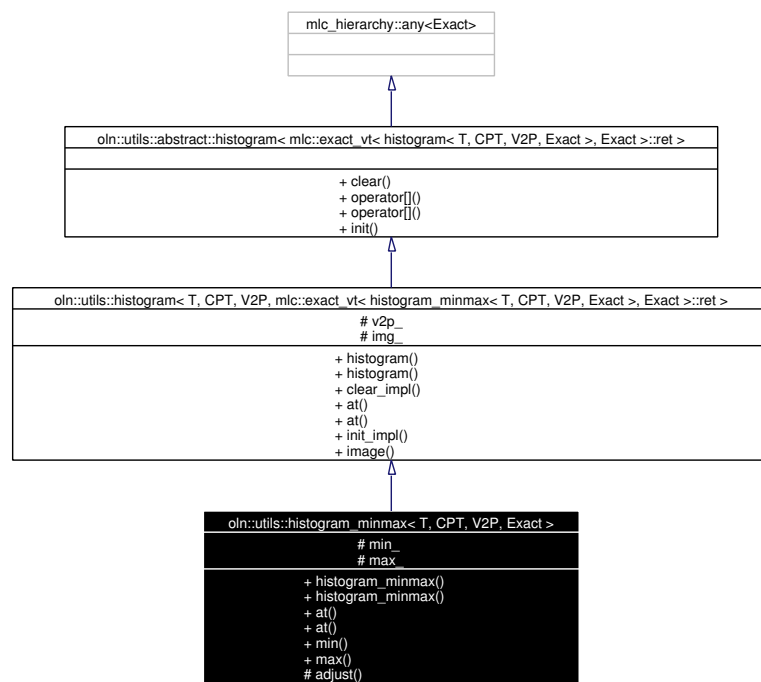 mlc_hierarchy::any<Exact>
oln::utils::abstract::histogram< mlc::exact_vt< histogram< T, CPT, V2P, Exact >, Exact >::ret >
+ clear()
+ operator[]()
+ operator[]()
+ init()
oln::utils::histogram< T, CPT, V2P, mlc::exact_vt< histogram_minmax< T, CPT, V2P, Exact >, Exact >::ret >
# v2p_
# img_
+ histogram()
+ histogram()
+ clear_impl()
+ at()
+ at()
+ init_impl()
+ image()
oln::utils::histogram_minmax< T, CPT, V2P, Exact >
# min_
# max_
+ histogram_minmax()
+ histogram_minmax()
+ at()
+ at()
+ min()
+ max()
# adjust()